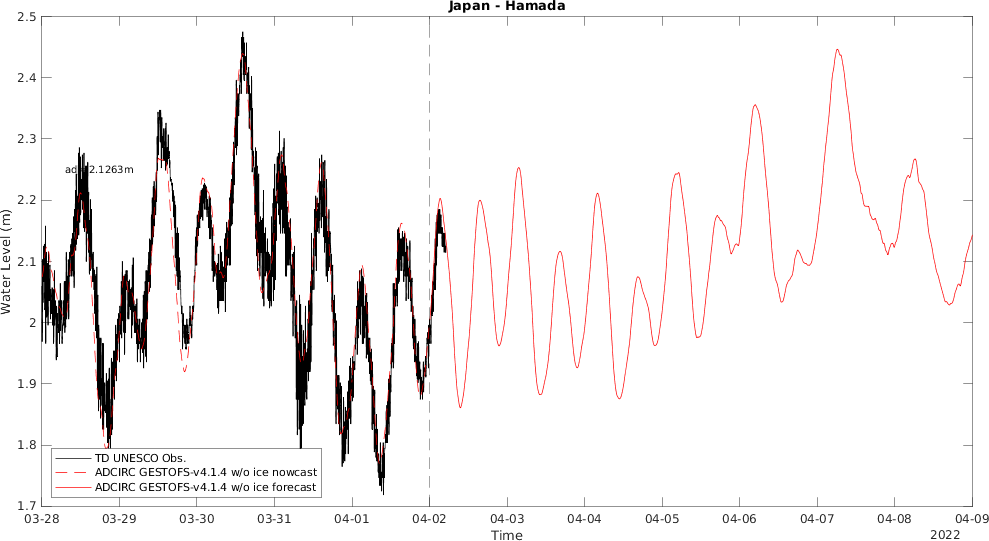 Japan - Hamada
2.5
2.4
2.3
2.2
2.1
2
1.9
1.8
1.7
Water Level (m)
2.1263m
TD UNESCO Obs.
ADCIRC GESTOFS-v4.1.4 w/o ice nowcast
ADCIRC GESTOFS-v4.1.4 w/o ice forecast
03-28 03-29 03-30 03-31 04-01 04-02 04-03 04-04 04-05 04-06 04-07 04-08 04-09
Time
2022